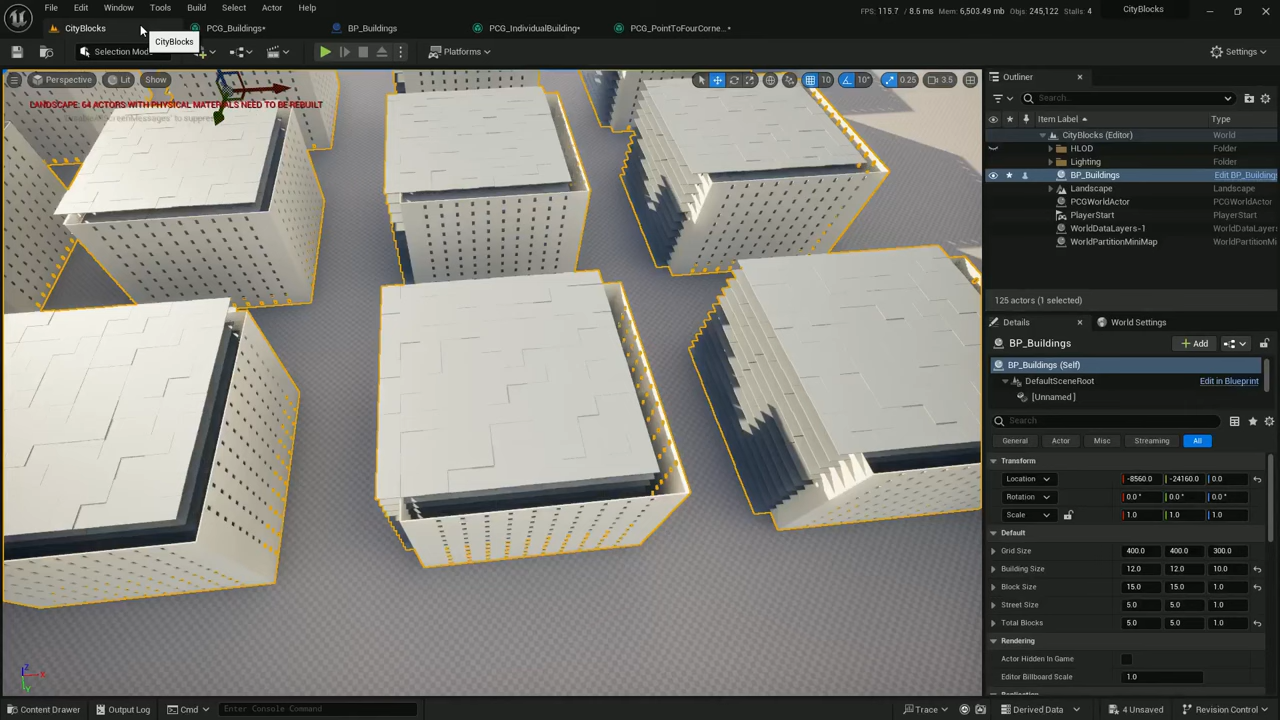 File Edit Window Tools Build Select Actor Help
FPS: 115.7 / 8.6 ms Mem: 6,503.49 mb Objs: 245,122 Stalls: 4
CityBlocks
CityBlocks
PCG_Buildings*
BP_Buildings
PCG_IndividualBuilding*
PCG_PointToFourCorne...*
CityBlocks
Selection Mode
Platforms
Settings
Perspective
Lit
Show
10
10°
0.25
3.5
LANDSCAPE: 64 ACTORS WITH PHYSICAL MATERIALS NEED TO BE REBUILT
Outliner
Search...
Item Label
Type
CityBlocks (Editor) World
HLOD Folder
Lighting Folder
BP_Buildings Edit BP_Building
Landscape Landscape
PCGWorldActor PCGWorldActor
PlayerStart PlayerStart
WorldDataLayers-1 WorldDataLayers
WorldPartitionMiniMap WorldPartitionMi
125 actors (1 selected)
Details
World Settings
BP_Buildings
Add
BP_Buildings (Self)
DefaultSceneRoot Edit in Blueprint
[Unnamed ]
Search
General Actor Misc Streaming All
Transform
Location -8560.0 -24160.0 0.0
Rotation 0.0 ° 0.0 ° 0.0 °
Scale 1.0 1.0 1.0
Default
Grid Size 400.0 400.0 300.0
Building Size 12.0 12.0 10.0
Block Size 15.0 15.0 1.0
Street Size 5.0 5.0 1.0
Total Blocks 5.0 5.0 1.0
Rendering
Actor Hidden In Game
Editor Billboard Scale 1.0
Z
X
Y
Content Drawer
Output Log
Cmd
Enter Console Command
Trace
Derived Data
4 Unsaved
Revision Control